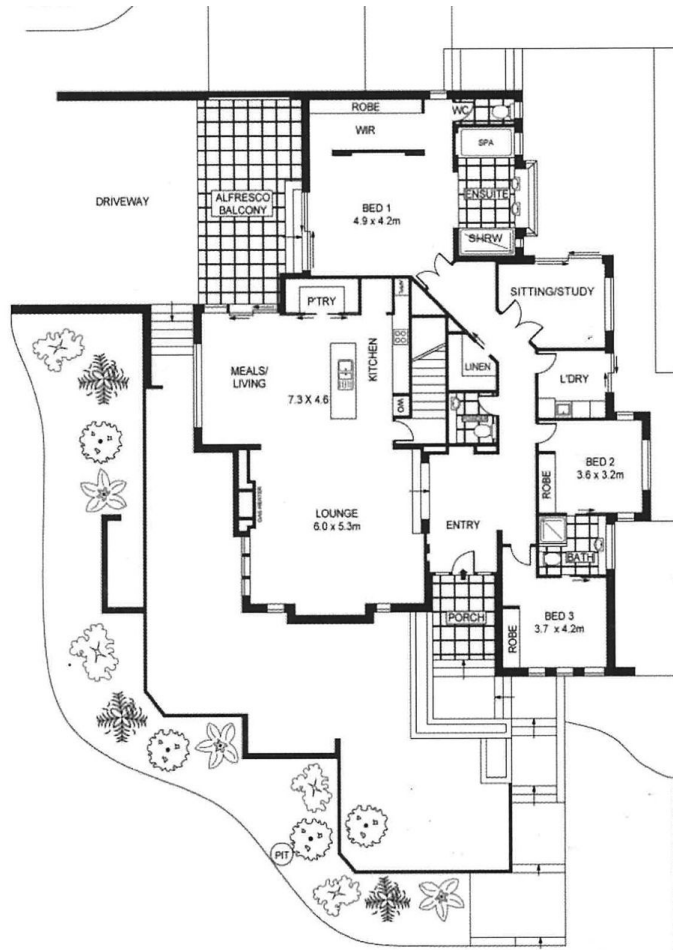 ROBE
WC
WIR
SPA
DRIVEWAY
ALFRESCO
BALCONY
BED 1
4.9 x 4.2m
ENSUITE
SHRW
SITTING/STUDY
P'TRY
MEALS/
LIVING
KITCHEN
7.3 X 4.6
WO
LINEN
L'DRY
BED 2
3.6 x 3.2m
ROBE
GAS HEATER
LOUNGE
6.0 x 5.3m
ENTRY
BATH
PORCH
BED 3
3.7 x 4.2m
ROBE
PIT